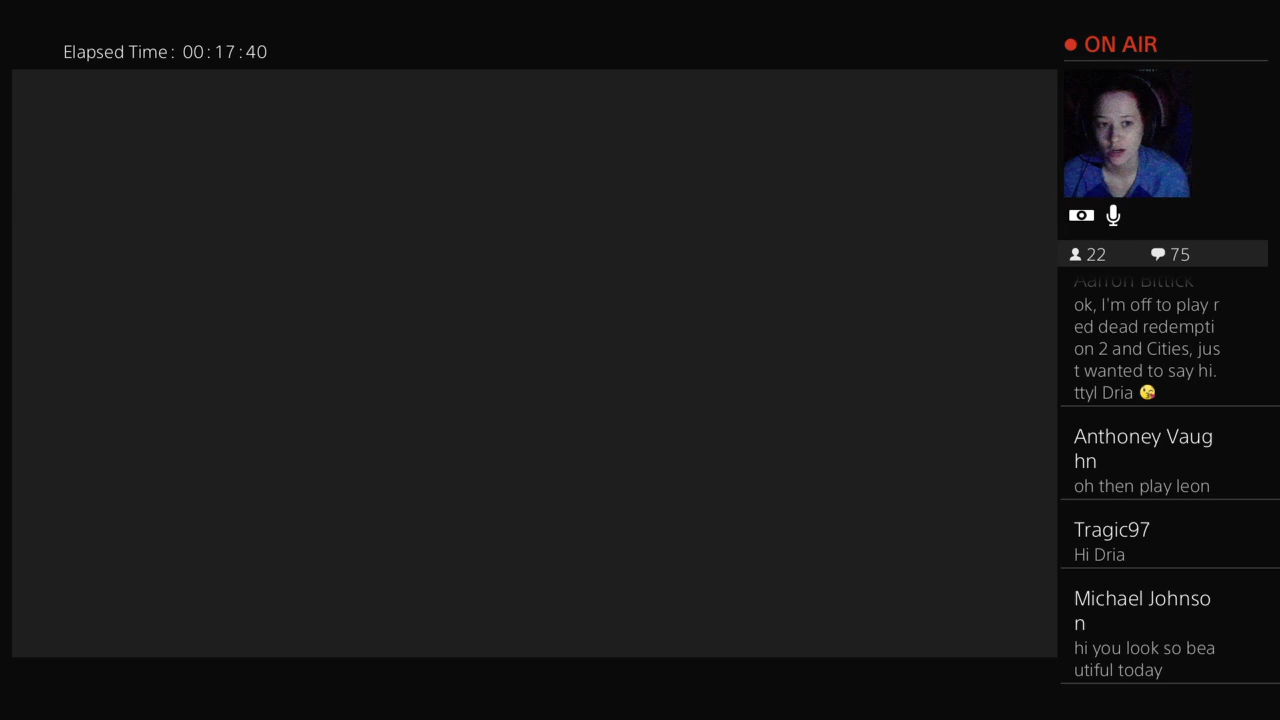 Elapsed Time: 00:17:40
ON AIR
22 75
Aarron Bittick
ok, I'm off to play r
ed dead redempti
on 2 and Cities, jus
t wanted to say hi.
ttyl Dria 😘
Anthoney Vaug
hn
oh then play leon
Tragic97
Hi Dria
Michael Johnso
n
hi you look so bea
utiful today